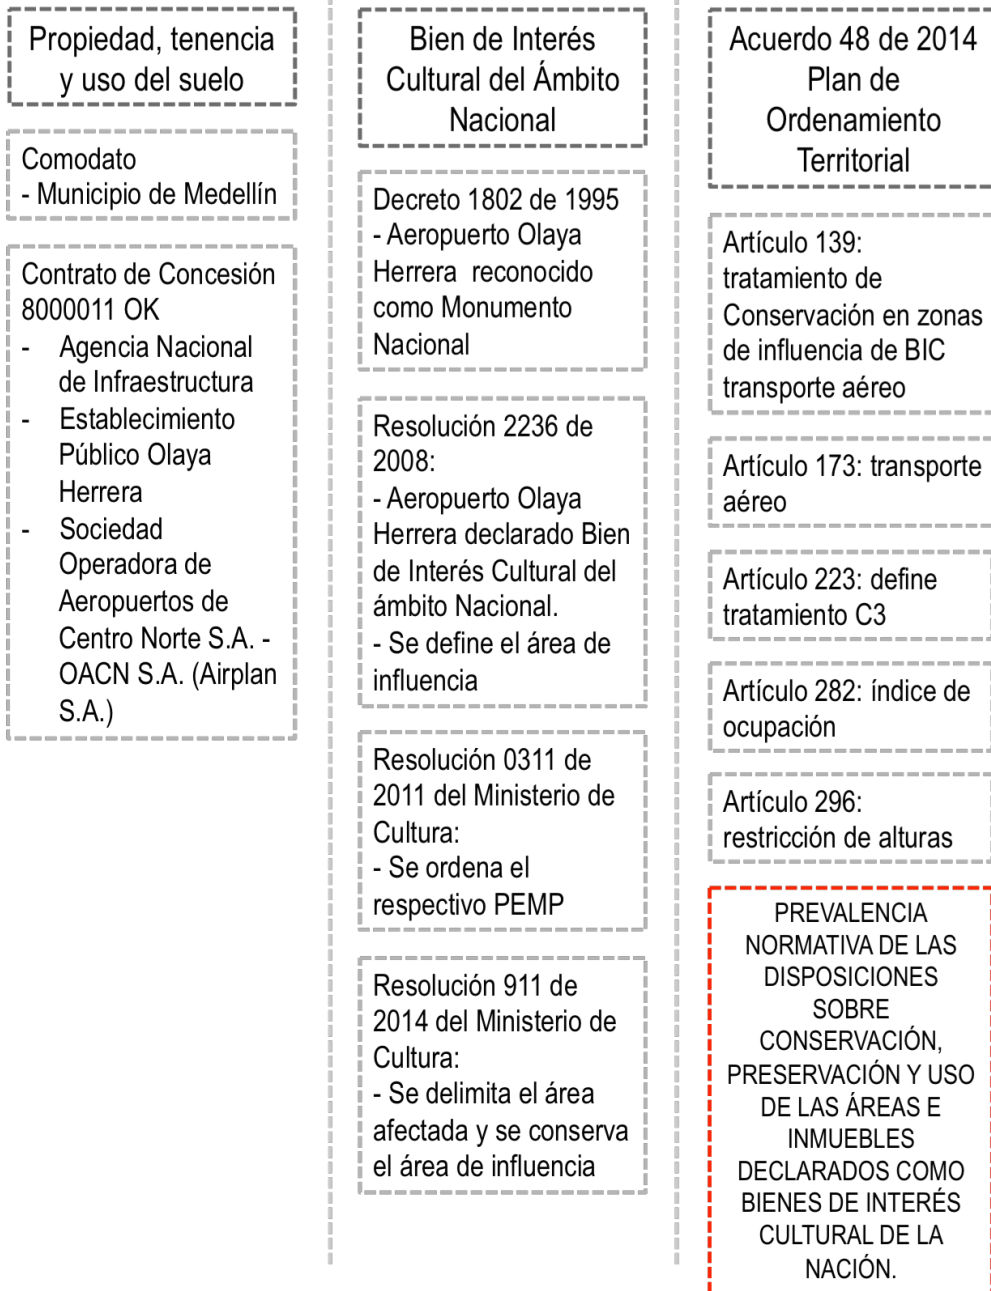 Propiedad, tenencia
y uso del suelo
Comodato
- Municipio de Medellín
Contrato de Concesión
8000011 OK
- Agencia Nacional
de Infraestructura
- Establecimiento
Público Olaya
Herrera
- Sociedad
Operadora de
Aeropuertos de
Centro Norte S.A. -
OACN S.A. (Airplan
S.A.)
Bien de Interés
Cultural del Ámbito
Nacional
Decreto 1802 de 1995
- Aeropuerto Olaya
Herrera reconocido
como Monumento
Nacional
Resolución 2236 de
2008:
- Aeropuerto Olaya
Herrera declarado Bien
de Interés Cultural del
ámbito Nacional.
- Se define el área de
influencia
Resolución 0311 de
2011 del Ministerio de
Cultura:
- Se ordena el
respectivo PEMP
Resolución 911 de
2014 del Ministerio de
Cultura:
- Se delimita el área
afectada y se conserva
el área de influencia
Acuerdo 48 de 2014
Plan de
Ordenamiento
Territorial
Artículo 139:
tratamiento de
Conservación en zonas
de influencia de BIC
transporte aéreo
Artículo 173: transporte
aéreo
Artículo 223: define
tratamiento C3
Artículo 282: índice de
ocupación
Artículo 296:
restricción de alturas
PREVALENCIA
NORMATIVA DE LAS
DISPOSICIONES
SOBRE
CONSERVACIÓN,
PRESERVACIÓN Y USO
DE LAS ÁREAS E
INMUEBLES
DECLARADOS COMO
BIENES DE INTERÉS
CULTURAL DE LA
NACIÓN.